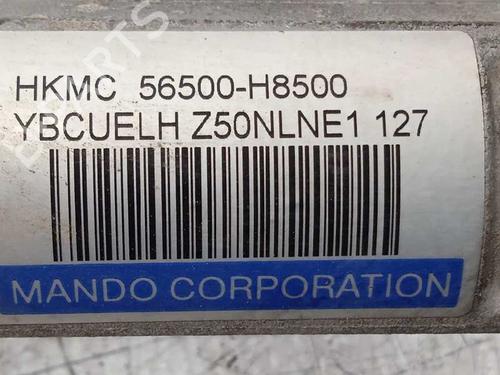 HKMC 56500-H8500
YBCUELH Z50NLNE1 127
MANDO CORPORATION